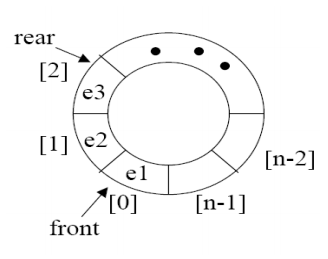 rear
[2]
e3
[1]
e2
[n-2]
e1
[0]
[n-1]
front